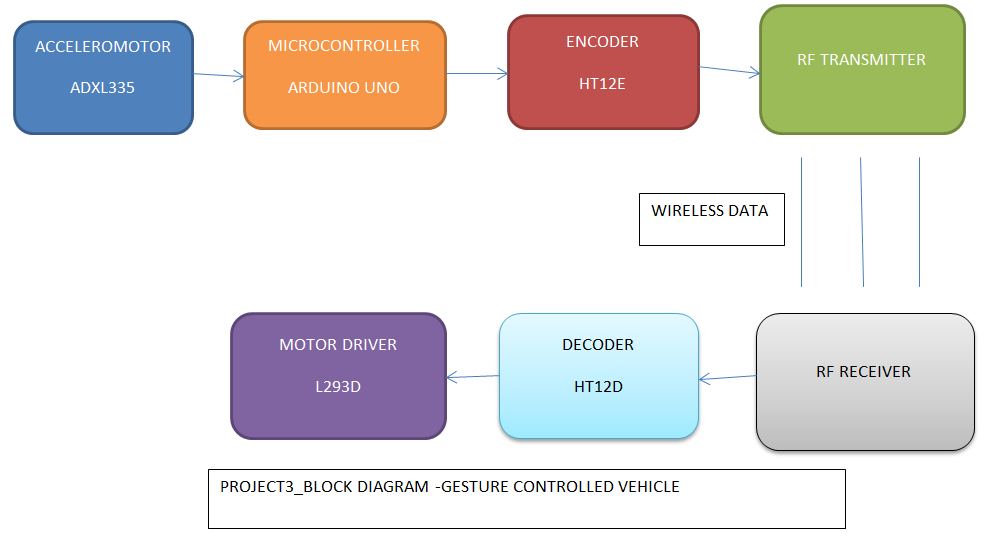 ACCELEROMOTOR
ADXL335
MICROCONTROLLER
ARDUINO UNO
ENCODER
HT12E
RF TRANSMITTER
WIRELESS DATA
MOTOR DRIVER
L293D
DECODER
HT12D
RF RECEIVER
PROJECT3_BLOCK DIAGRAM -GESTURE CONTROLLED VEHICLE